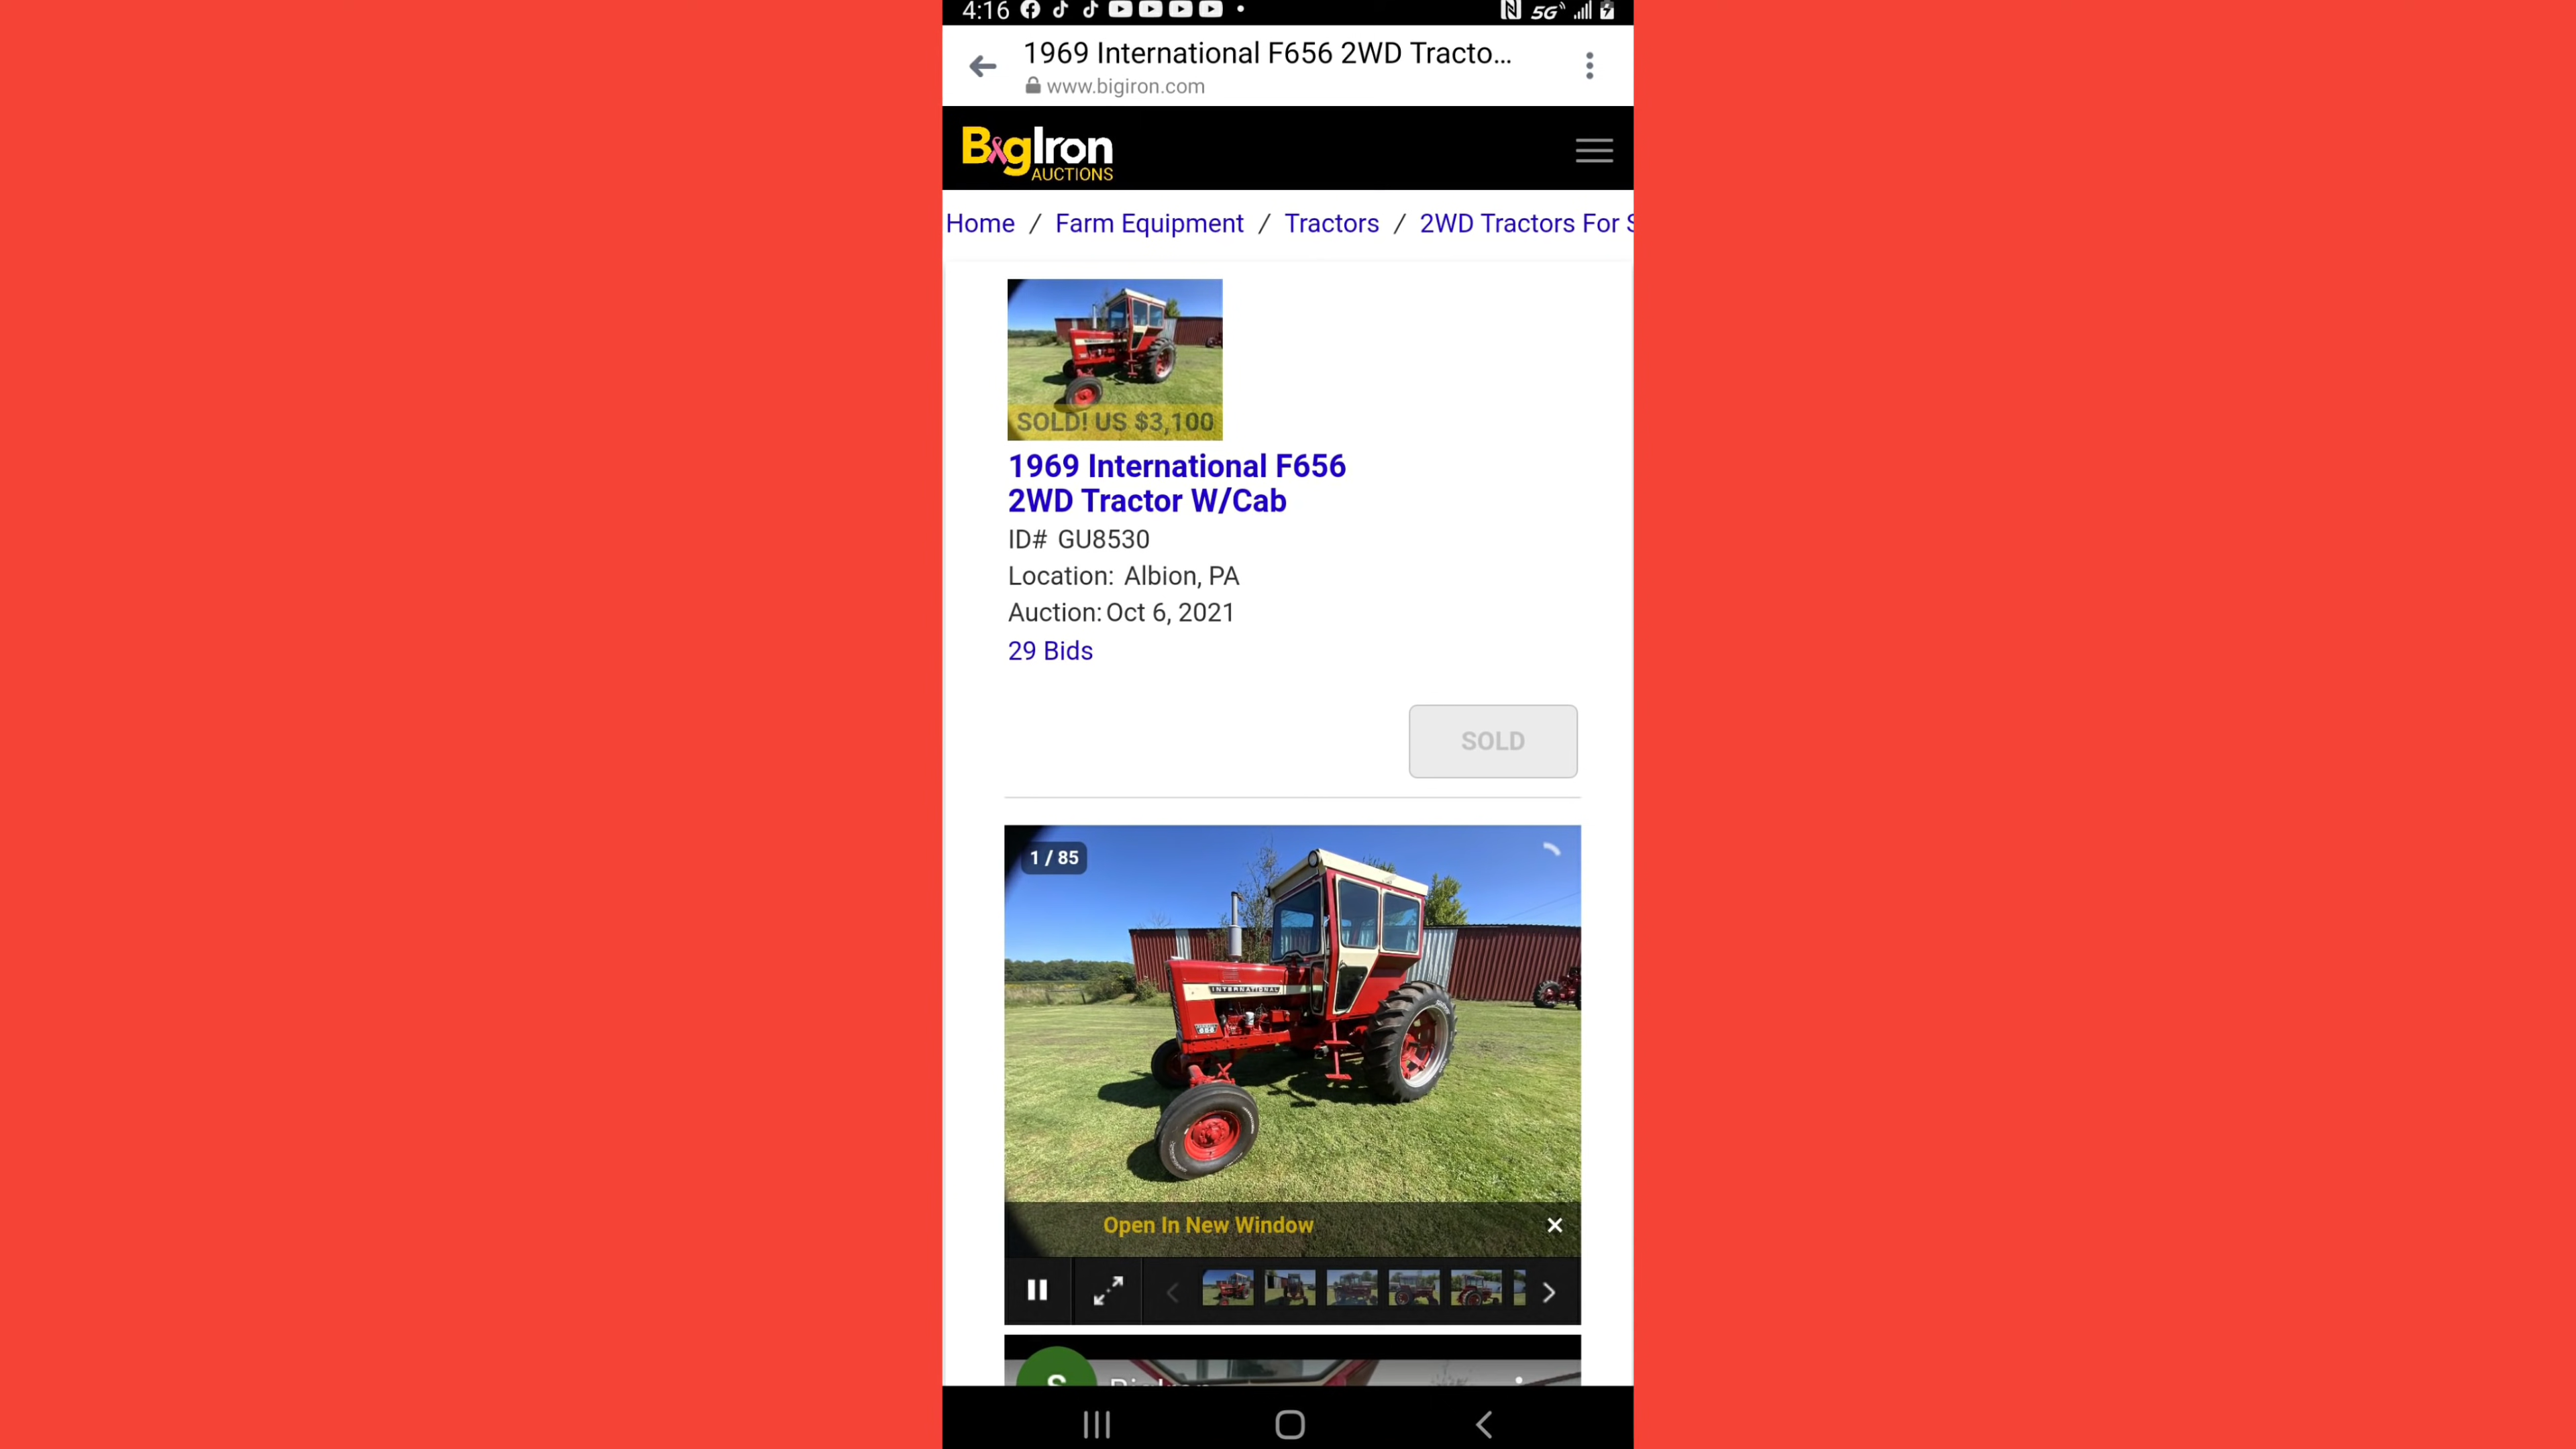 4:16
5G
1969 International F656 2WD Tracto...
www.bigiron.com
BigIron
AUCTIONS
Home / Farm Equipment / Tractors / 2WD Tractors For S
SOLD! US $3,100
1969 International F656
2WD Tractor W/Cab
ID# GU8530
Location: Albion, PA
Auction: Oct 6, 2021
29 Bids
SOLD
1 / 85
INTERNATIONAL
656
Open In New Window
S